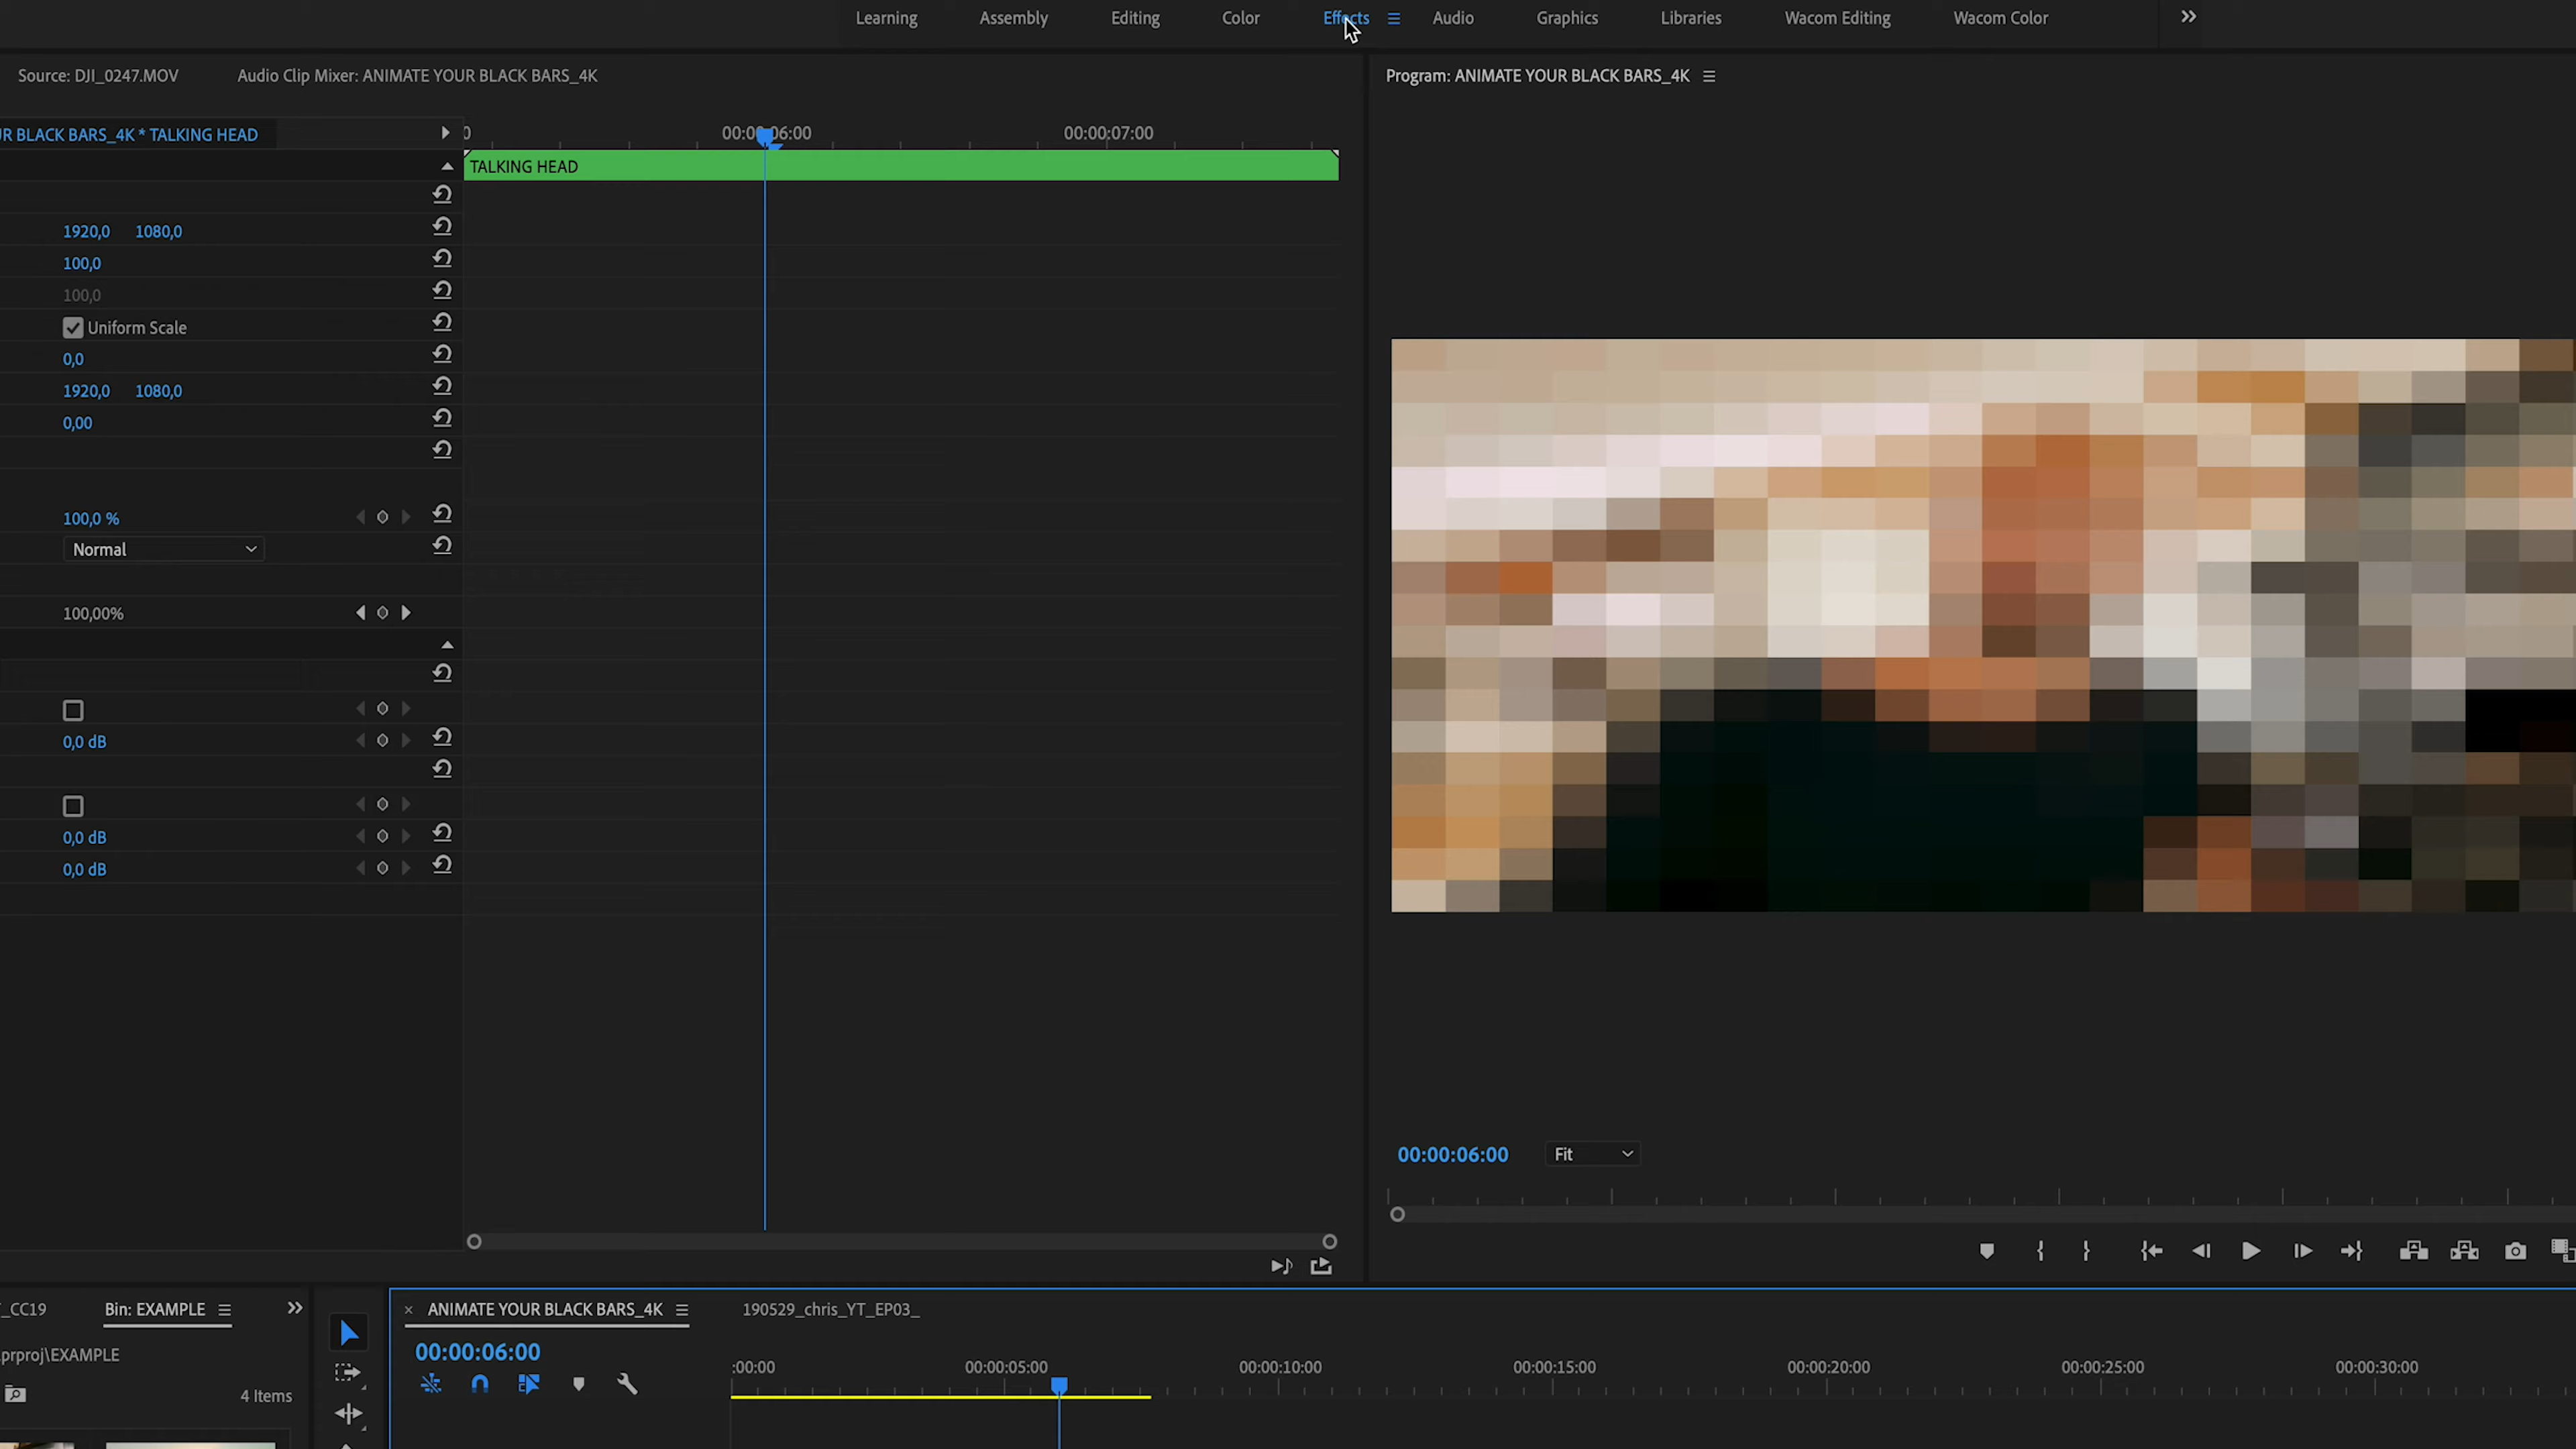 Learning Assembly Editing Color Effects Audio Graphics Libraries Wacom Editing Wacom Color
Source: DJI_0247.MOV Audio Clip Mixer: ANIMATE YOUR BLACK BARS_4K
Program: ANIMATE YOUR BLACK BARS_4K
UR BLACK BARS_4K * TALKING HEAD
0 00:00:06:00 00:00:07:00
TALKING HEAD
1920,0 1080,0
100,0
100,0
Uniform Scale
0,0
1920,0 1080,0
0,00
100,0 %
Normal
100,00%
0,0 dB
0,0 dB
0,0 dB
00:00:06:00 Fit
_CC19 Bin: EXAMPLE
ANIMATE YOUR BLACK BARS_4K 190529_chris_YT_EP03_
.prproj\EXAMPLE
00:00:06:00
:00:00 00:00:05:00 00:00:10:00 00:00:15:00 00:00:20:00 00:00:25:00 00:00:30:00
4 Items